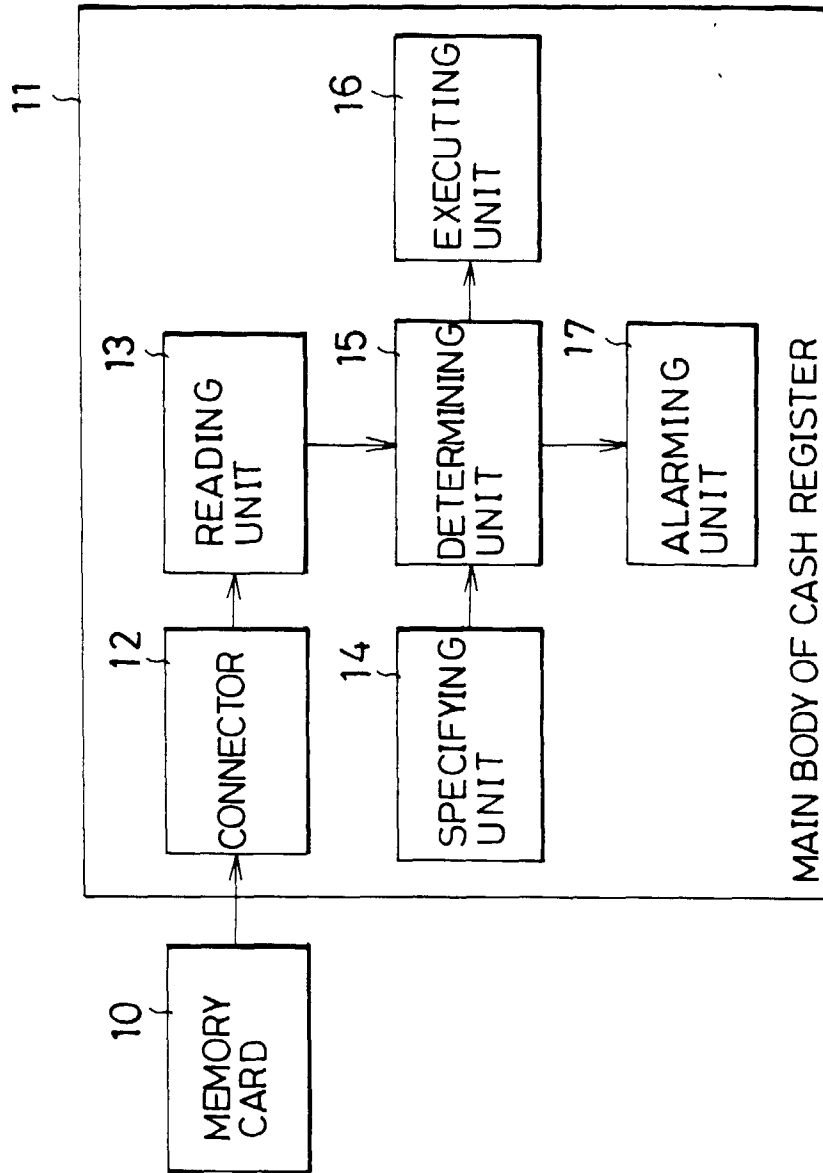 11
10
MEMORY
CARD
12
CONNECTOR
13
READING
UNIT
14
SPECIFYING
UNIT
15
DETERMINING
UNIT
16
EXECUTING
UNIT
17
ALARMING
UNIT
MAIN BODY OF CASH REGISTER